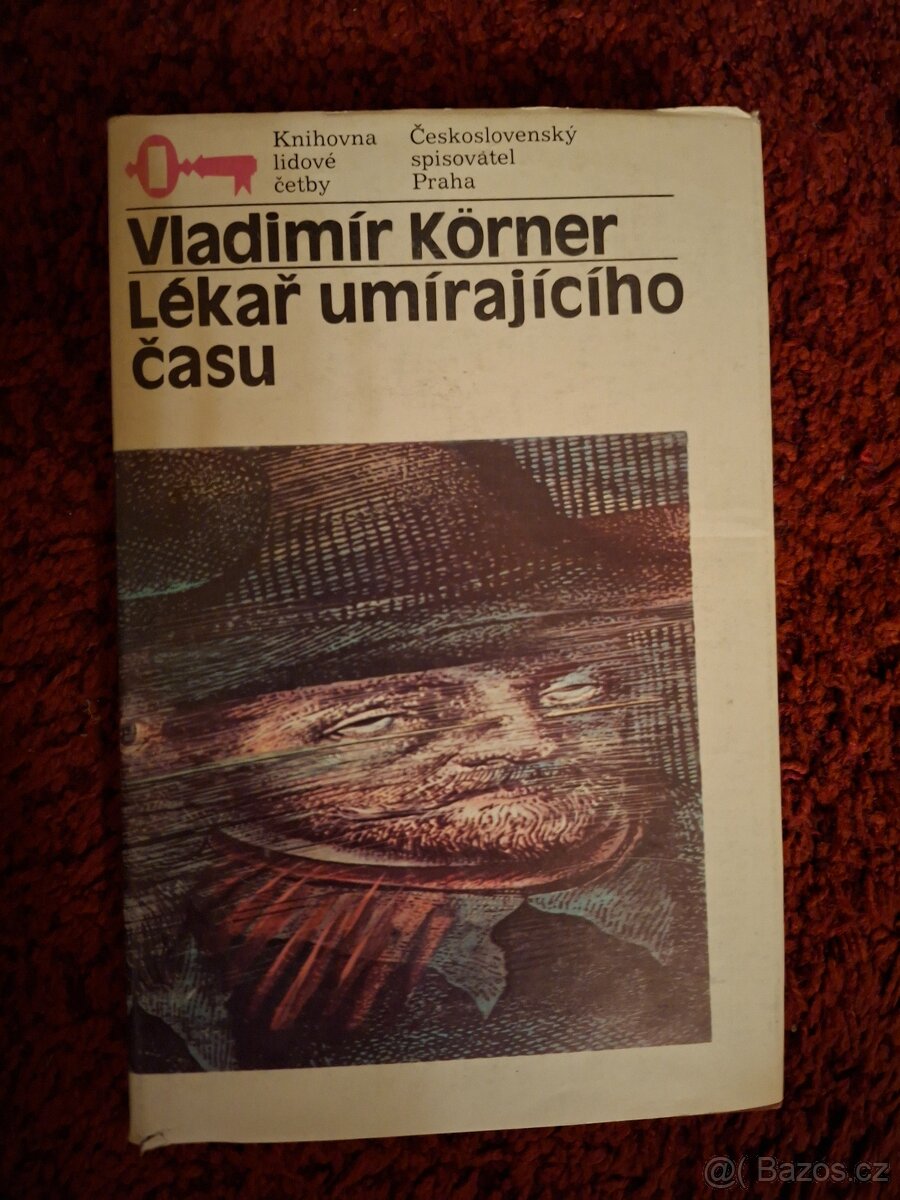 Knihovna
lidové
četby
Československý
spisovatel
Praha
Vladimír Körner
Lékař umírajícího
času
@( Bazos.cz